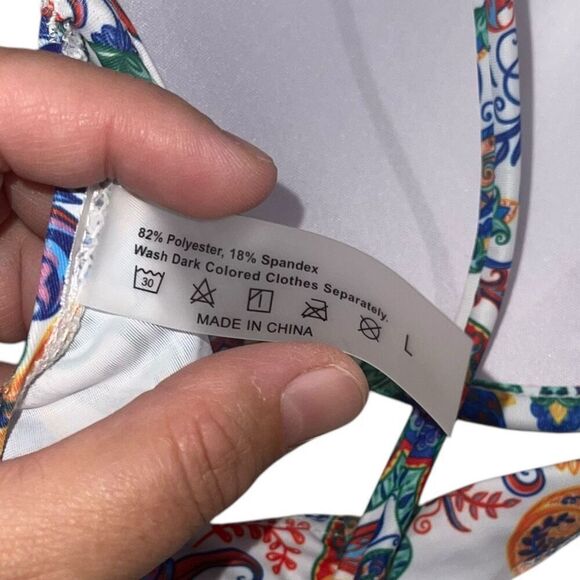 82% Polyester, 18% Spandex
Wash Dark Colored Clothes Separately.
30
MADE IN CHINA
L